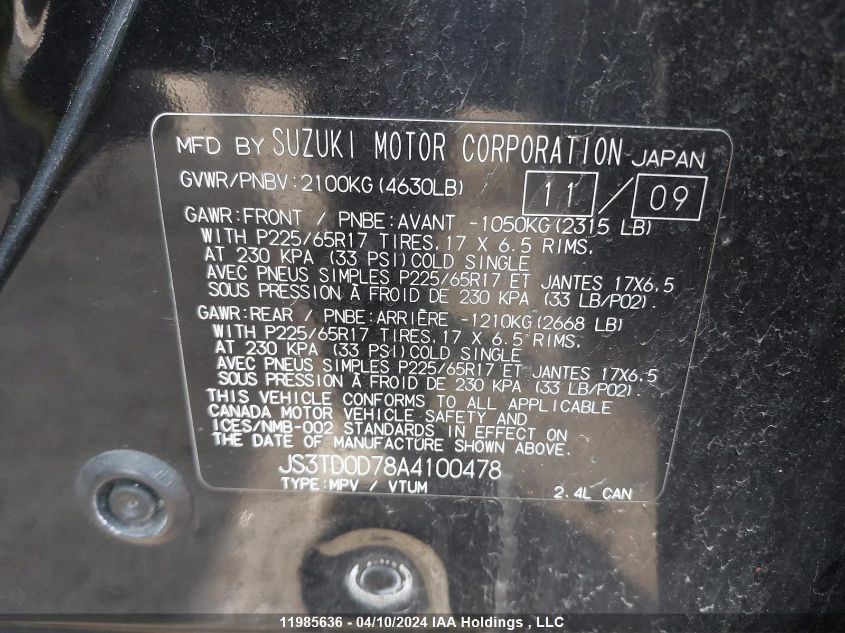 MFD BY SUZUKI MOTOR CORPORATION JAPAN
GVWR/PNBV:2100KG(4630LB) 11/09
GAWR:FRONT / PNBE:AVANT -1050KG(2315 LB)
WITH P225/65R17 TIRES,17 X 6.5 RIMS,
AT 230 KPA (33 PSI)COLD SINGLE
AVEC PNEUS SIMPLES P225/65R17 ET JANTES 17X6.5
SOUS PRESSION À FROID DE 230 KPA (33 LB/PO2).
GAWR:REAR / PNBE:ARRIÈRE -1210KG(2668 LB)
WITH P225/65R17 TIRES,17 X 6.5 RIMS,
AT 230 KPA (33 PSI)COLD SINGLE
AVEC PNEUS SIMPLES P225/65R17 ET JANTES 17X6.5
SOUS PRESSION À FROID DE 230 KPA (33 LB/PO2).
THIS VEHICLE CONFORMS TO ALL APPLICABLE
CANADA MOTOR VEHICLE SAFETY AND
ICES/NMB-002 STANDARDS IN EFFECT ON
THE DATE OF MANUFACTURE SHOWN ABOVE.
JS3TD0D78A4100478
TYPE:MPV / VTUM
2.4L CAN
11985636 - 04/10/2024 IAA Holdings , LLC